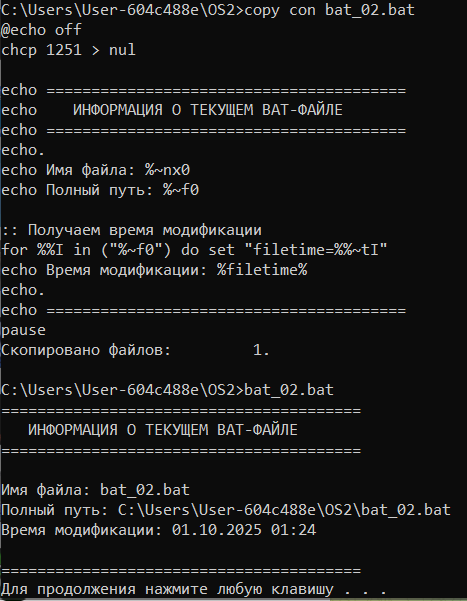 C:\Users\User-604c488e\OS2>copy con bat_02.bat
@echo off
chcp 1251 > nul
echo ========================================
echo    ИНФОРМАЦИЯ О ТЕКУЩЕМ BAT-ФАЙЛЕ
echo ========================================
echo.
echo Имя файла: %~nx0
echo Полный путь: %~f0
:: Получаем время модификации
for %%I in ("%~f0") do set "filetime=%%~tI"
echo Время модификации: %filetime%
echo.
echo ========================================
pause
Скопировано файлов:         1.
C:\Users\User-604c488e\OS2>bat_02.bat
========================================
   ИНФОРМАЦИЯ О ТЕКУЩЕМ BAT-ФАЙЛЕ
========================================
Имя файла: bat_02.bat
Полный путь: C:\Users\User-604c488e\OS2\bat_02.bat
Время модификации: 01.10.2025 01:24
========================================
Для продолжения нажмите любую клавишу . . .